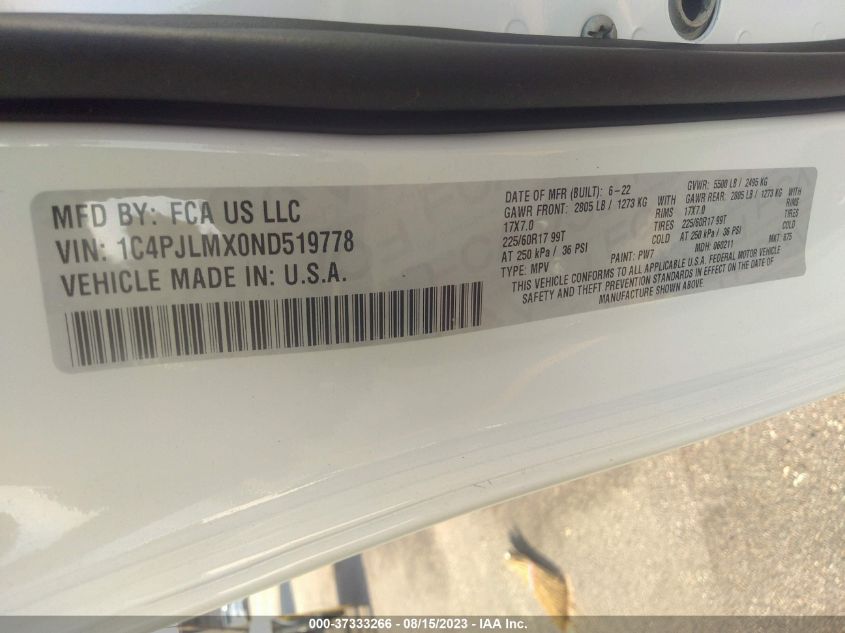 MFD BY: FCA US LLC
VIN: 1C4PJLMX0ND519778
VEHICLE MADE IN: U.S.A.
DATE OF MFR (BUILT): 6-22
GVWR: 5500 LB / 2495 KG
GAWR FRONT: 2805 LB / 1273 KG WITH
GAWR REAR: 2805 LB / 1273 KG WITH
17X7.0 RIMS
17X7.0 RIMS
225/60R17 99T TIRES
225/60R17 99T TIRES
AT 250 kPa / 36 PSI COLD
AT 250 kPa / 36 PSI COLD
TYPE: MPV PAINT: PW7 MDH: 060211 MKT: 875
THIS VEHICLE CONFORMS TO ALL APPLICABLE U.S.A. FEDERAL MOTOR VEHICLE
SAFETY AND THEFT PREVENTION STANDARDS IN EFFECT ON THE DATE OF
MANUFACTURE SHOWN ABOVE.
000-37333266 - 08/15/2023 - IAA Inc.